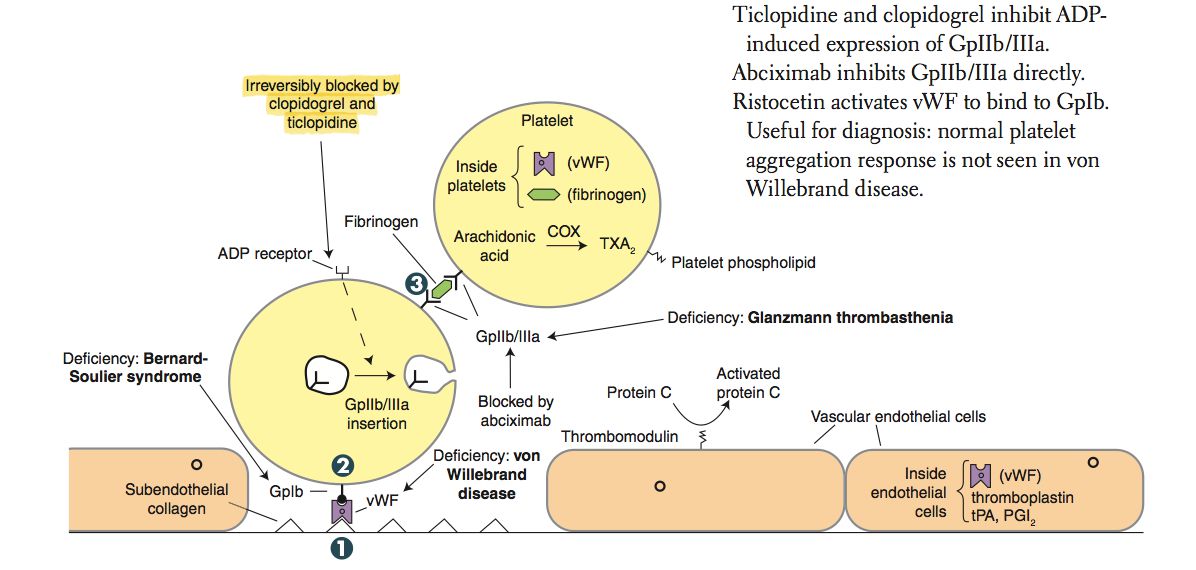 Ticlopidine and clopidogrel inhibit ADP-
induced expression of GpIIb/IIIa.
Abciximab inhibits GpIIb/IIIa directly.
Ristocetin activates vWF to bind to GpIb.
Useful for diagnosis: normal platelet
aggregation response is not seen in von
Willebrand disease.
Irreversibly blocked by
clopidogrel and
ticlopidine
Platelet
Inside
platelets
(vWF)
(fibrinogen)
Arachidonic
acid
COX
TXA2
Platelet phospholipid
Fibrinogen
ADP receptor
3
GpIIb/IIIa
Deficiency: Glanzmann thrombasthenia
Blocked by
abciximab
Deficiency: Bernard-
Soulier syndrome
GpIIb/IIIa
insertion
Protein C
Activated
protein C
Thrombomodulin
Vascular endothelial cells
2
Deficiency: von
Willebrand
disease
GpIb
vWF
Subendothelial
collagen
1
Inside
endothelial
cells
(vWF)
thromboplastin
tPA, PGI2